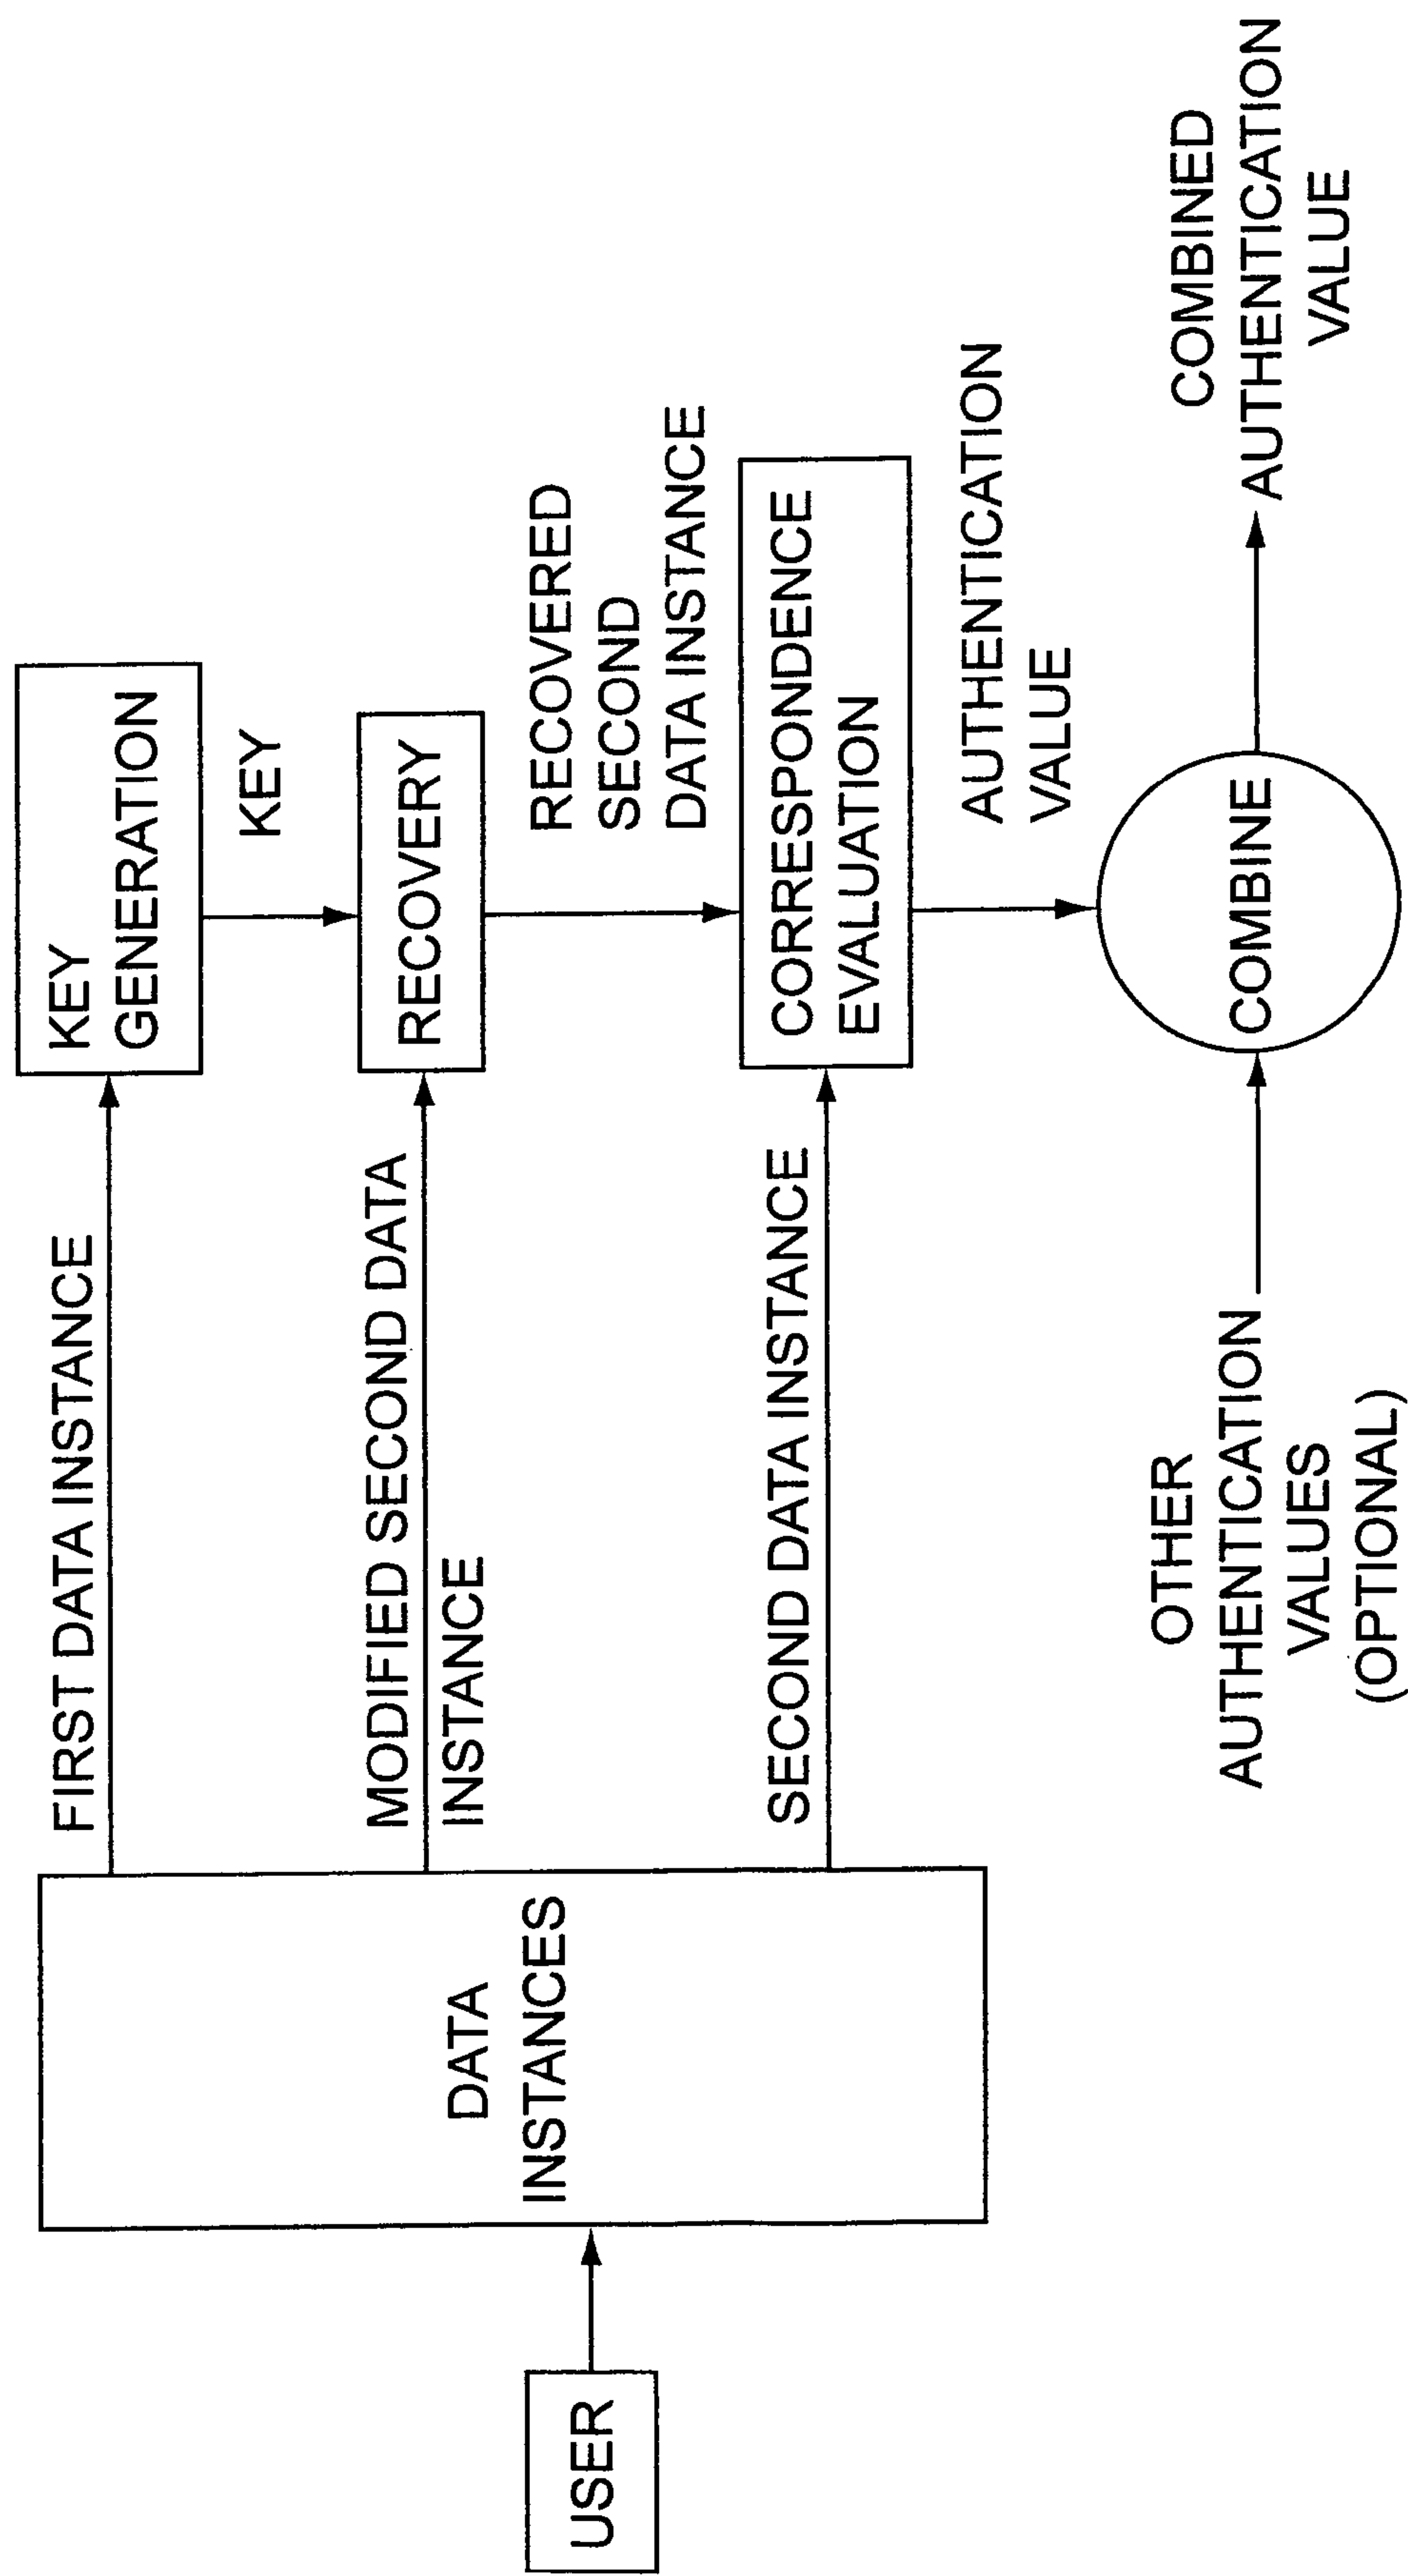 USER
DATA
INSTANCES
FIRST DATA INSTANCE
MODIFIED SECOND DATA
INSTANCE
SECOND DATA INSTANCE
KEY
GENERATION
KEY
RECOVERY
RECOVERED
SECOND
DATA INSTANCE
CORRESPONDENCE
EVALUATION
AUTHENTICATION
VALUE
OTHER
AUTHENTICATION
VALUES
(OPTIONAL)
COMBINE
COMBINED
AUTHENTICATION
VALUE